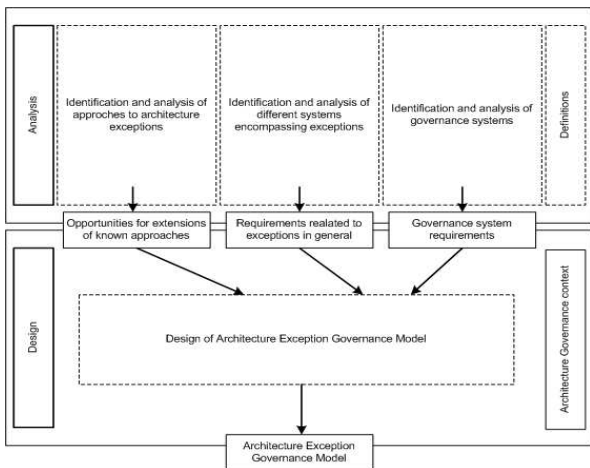 Analysis
Identification and analysis of
approches to architecture
exceptions
Identification and analysis of
different systems
encompassing exceptions
Identification and analysis of
governance systems
Definitions
Opportunities for extensions
of known approaches
Requirements realated to
exceptions in general
Governance system
requirements
Design
Design of Architecture Exception Governance Model
Architecture Governance context
Architecture Exception
Governance Model